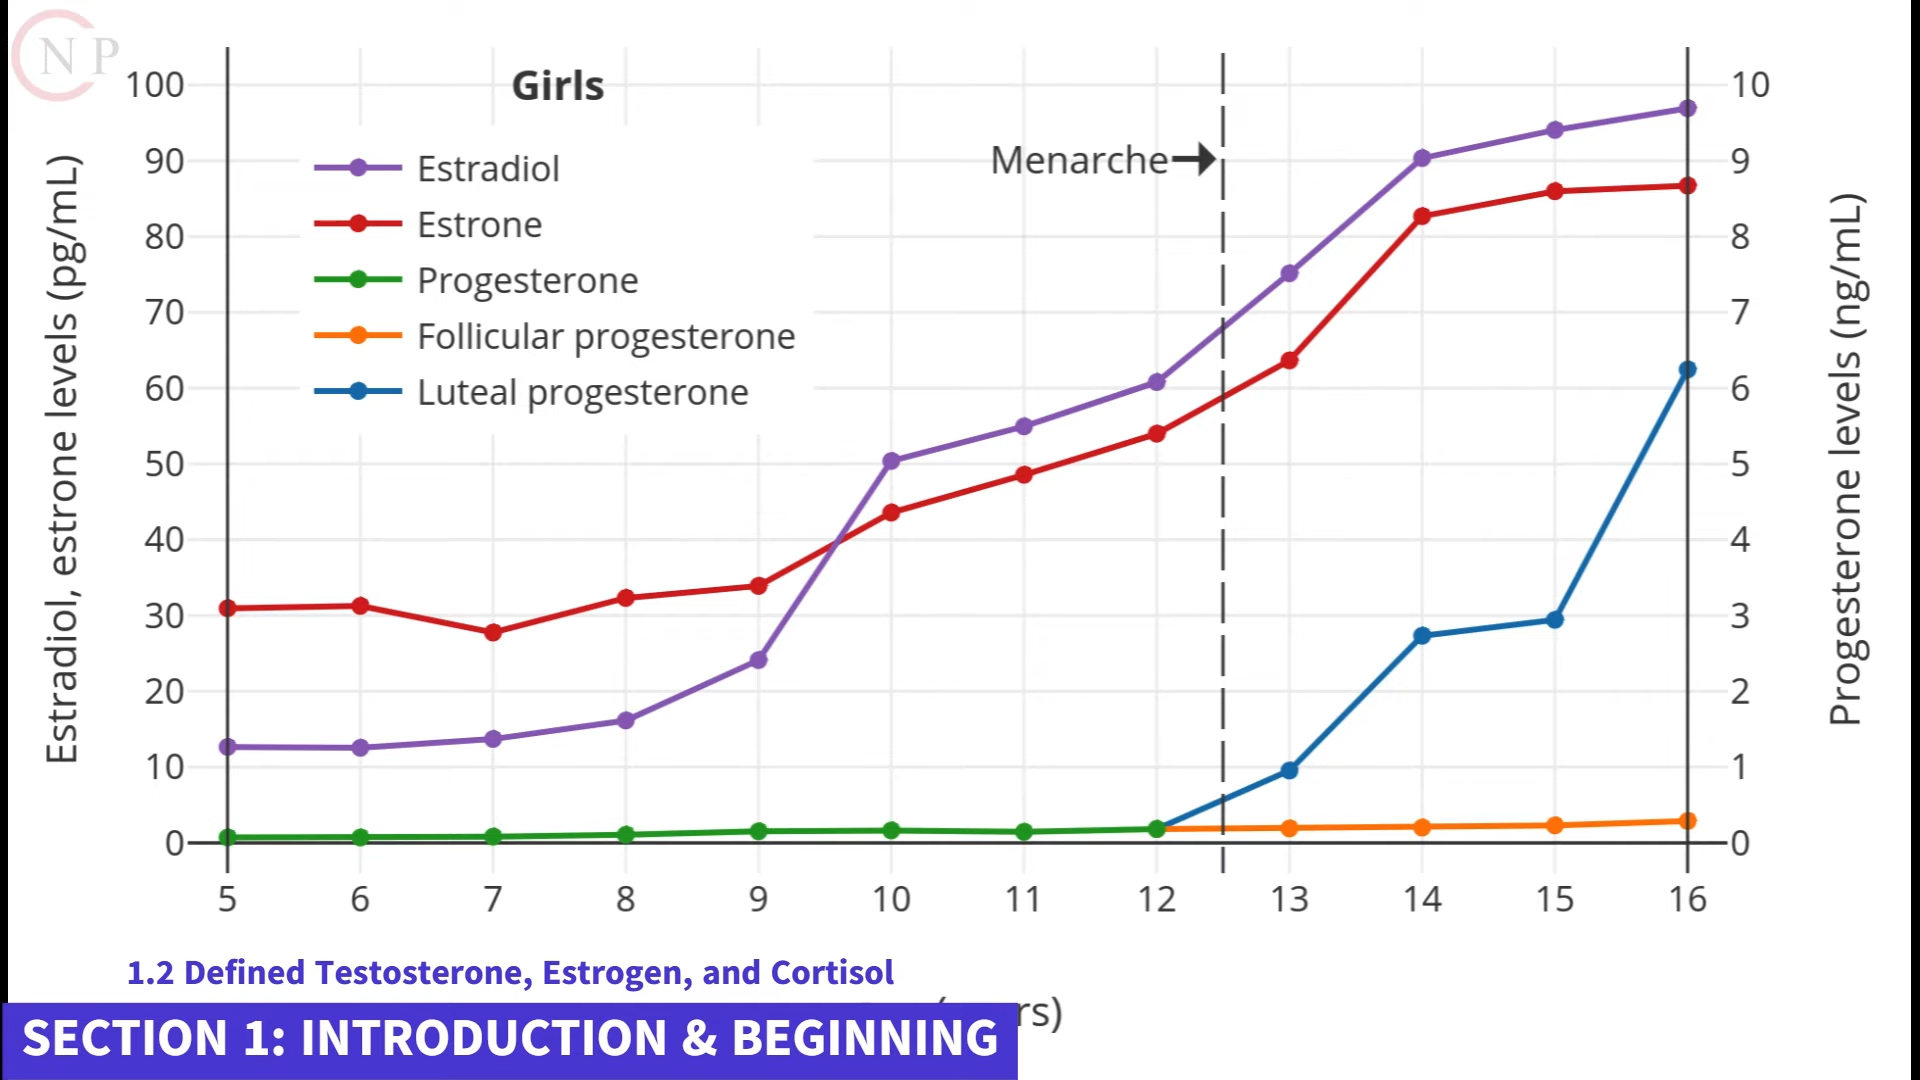 N P
Girls
Estradiol
Estrone
Progesterone
Follicular progesterone
Luteal progesterone
Menarche
Estradiol, estrone levels (pg/mL)
100
90
80
70
60
50
40
30
20
10
0
Progesterone levels (ng/mL)
10
9
8
7
6
5
4
3
2
1
0
5 6 7 8 9 10 11 12 13 14 15 16
1.2 Defined Testosterone, Estrogen, and Cortisol
SECTION 1: INTRODUCTION & BEGINNING